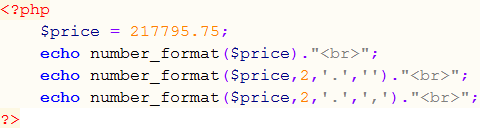 <?php
$price = 217795.75;
echo number_format($price)."<br>";
echo number_format($price,2,'.','')."<br>";
echo number_format($price,2,'.',',')."<br>";
?>